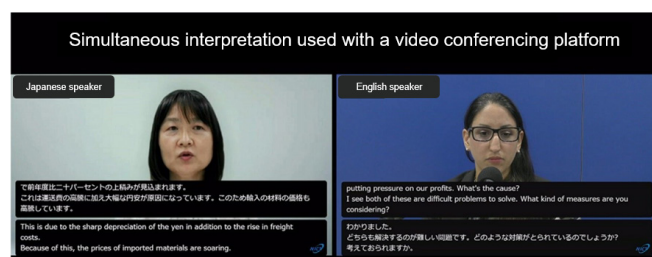 Simultaneous interpretation used with a video conferencing platform
Japanese speaker
で前年度比二十パーセントの上積みが見込まれます。
これは運送費の高騰に加え大幅な円安が原因になっています。このため輸入の材料の価格も
高騰しています。
This is due to the sharp depreciation of the yen in addition to the rise in freight
costs.
Because of this, the prices of imported materials are soaring.
English speaker
putting pressure on our profits. What's the cause?
I see both of these are difficult problems to solve. What kind of measures are you
considering?
わかりました。
どちらも解決するのが難しい問題です。どのような対策がとられているのでしょうか?
考えておられますか。